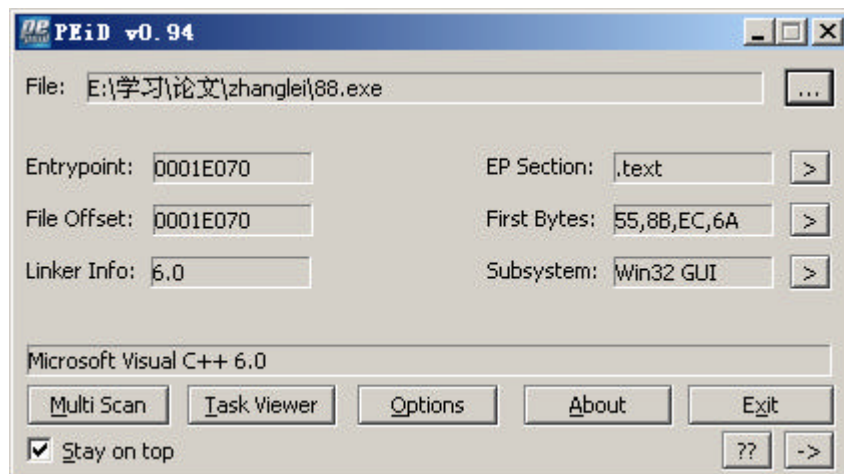 PEiD v0.94
File: E:\学习\论文\zhanglei\88.exe ...
Entrypoint: 0001E070 EP Section: .text >
File Offset: 0001E070 First Bytes: 55,8B,EC,6A >
Linker Info: 6.0 Subsystem: Win32 GUI >
Microsoft Visual C++ 6.0
Multi Scan Task Viewer Options About Exit
Stay on top ?? ->